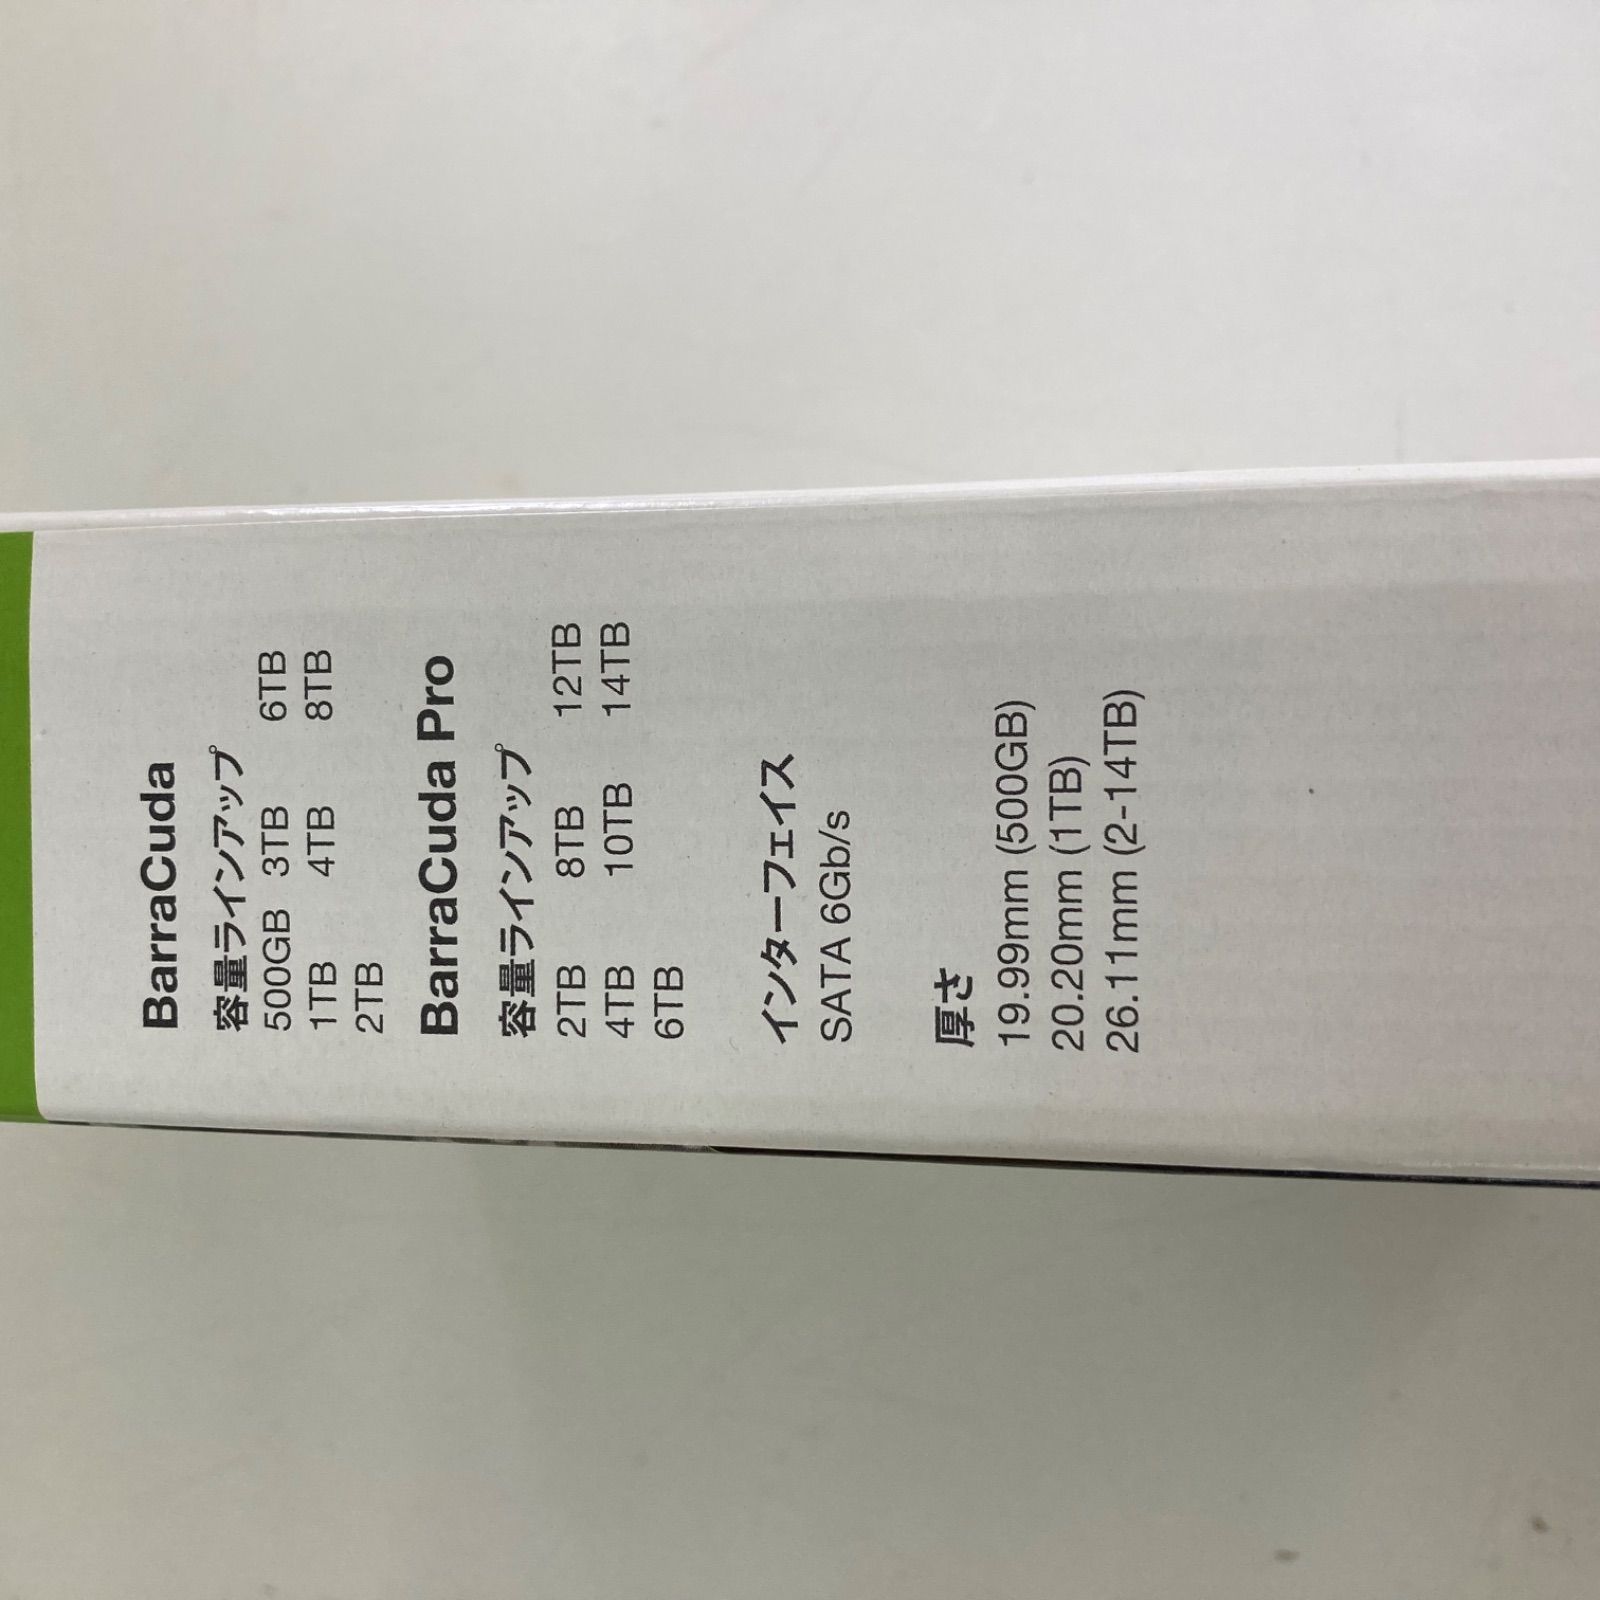 BarraCuda
容量ラインアップ
500GB 3TB 6TB
1TB 4TB 8TB
2TB
BarraCuda Pro
容量ラインアップ
2TB 8TB 12TB
4TB 10TB 14TB
6TB
インターフェイス
SATA 6Gb/s
厚さ
19.99mm (500GB)
20.20mm (1TB)
26.11mm (2-14TB)